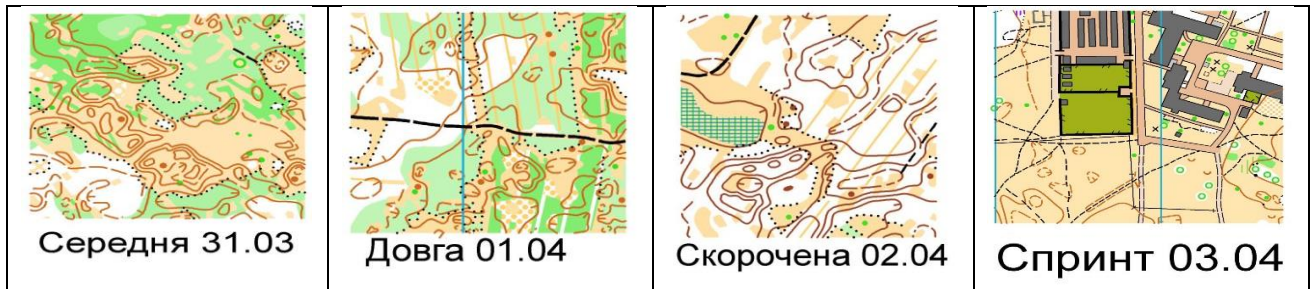 Середня 31.03
Довга 01.04
Скорочена 02.04
Спринт 03.04